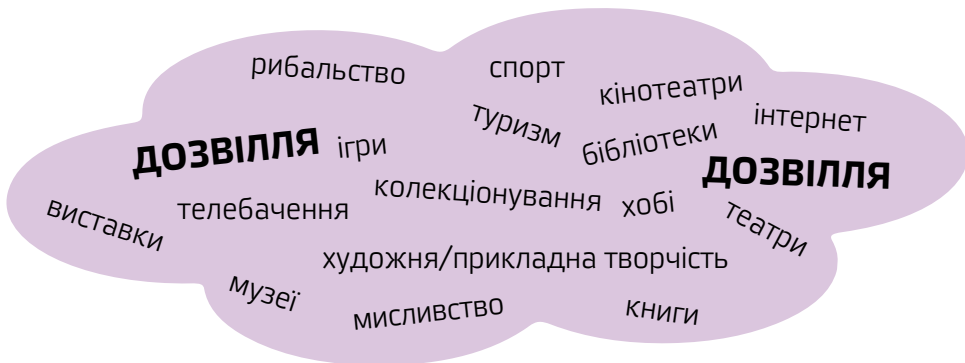 рибальство
спорт
кінотеатри
туризм
інтернет
ДОЗВІЛЛЯ
ігри
бібліотеки
ДОЗВІЛЛЯ
колекціонування
хобі
виставки
телебачення
театри
художня/прикладна творчість
музеї
мисливство
книги